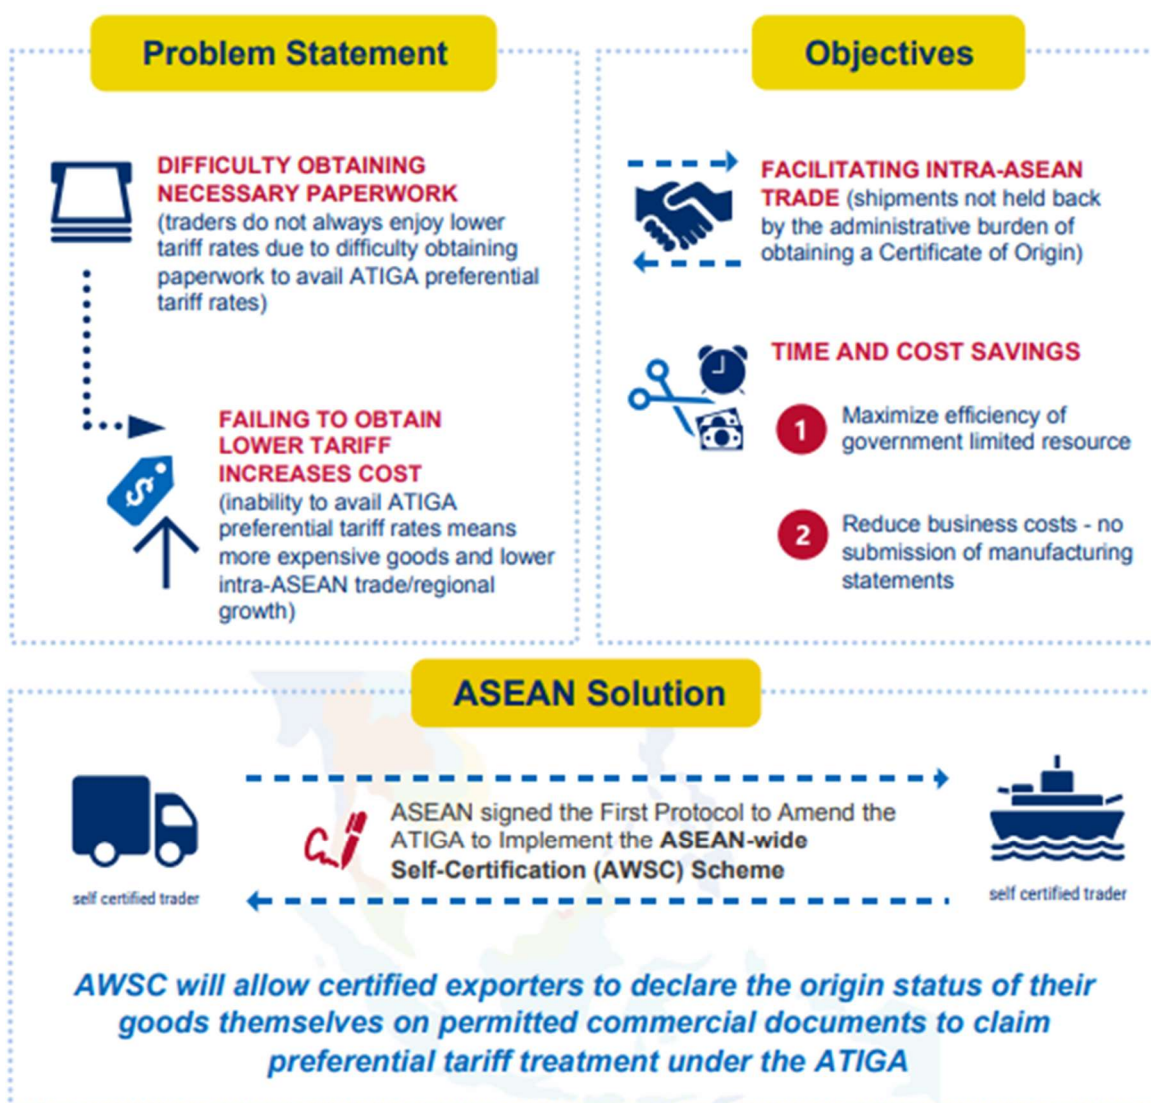 Problem Statement
DIFFICULTY OBTAINING
NECESSARY PAPERWORK
(traders do not always enjoy lower
tariff rates due to difficulty obtaining
paperwork to avail ATIGA preferential
tariff rates)
$
FAILING TO OBTAIN
LOWER TARIFF
INCREASES COST
(inability to avail ATIGA
preferential tariff rates means
more expensive goods and lower
intra-ASEAN trade/regional
growth)
Objectives
FACILITATING INTRA-ASEAN
TRADE (shipments not held back
by the administrative burden of
obtaining a Certificate of Origin)
TIME AND COST SAVINGS
1 Maximize efficiency of
government limited resource
2 Reduce business costs - no
submission of manufacturing
statements
ASEAN Solution
self certified trader
ASEAN signed the First Protocol to Amend the
ATIGA to Implement the ASEAN-wide
Self-Certification (AWSC) Scheme
self certified trader
AWSC will allow certified exporters to declare the origin status of their
goods themselves on permitted commercial documents to claim
preferential tariff treatment under the ATIGA